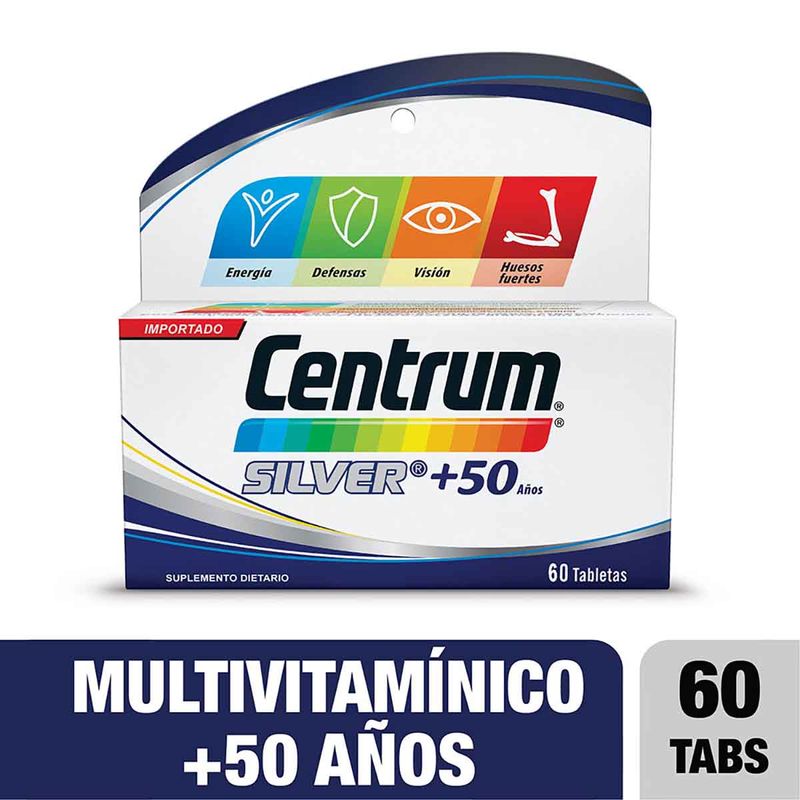 Energía
Defensas
Visión
Huesos
fuertes
IMPORTADO
Centrum®
®
SILVER® +50 Años
SUPLEMENTO DIETARIO
60 Tabletas
MULTIVITAMÍNICO
+50 AÑOS
60
TABS